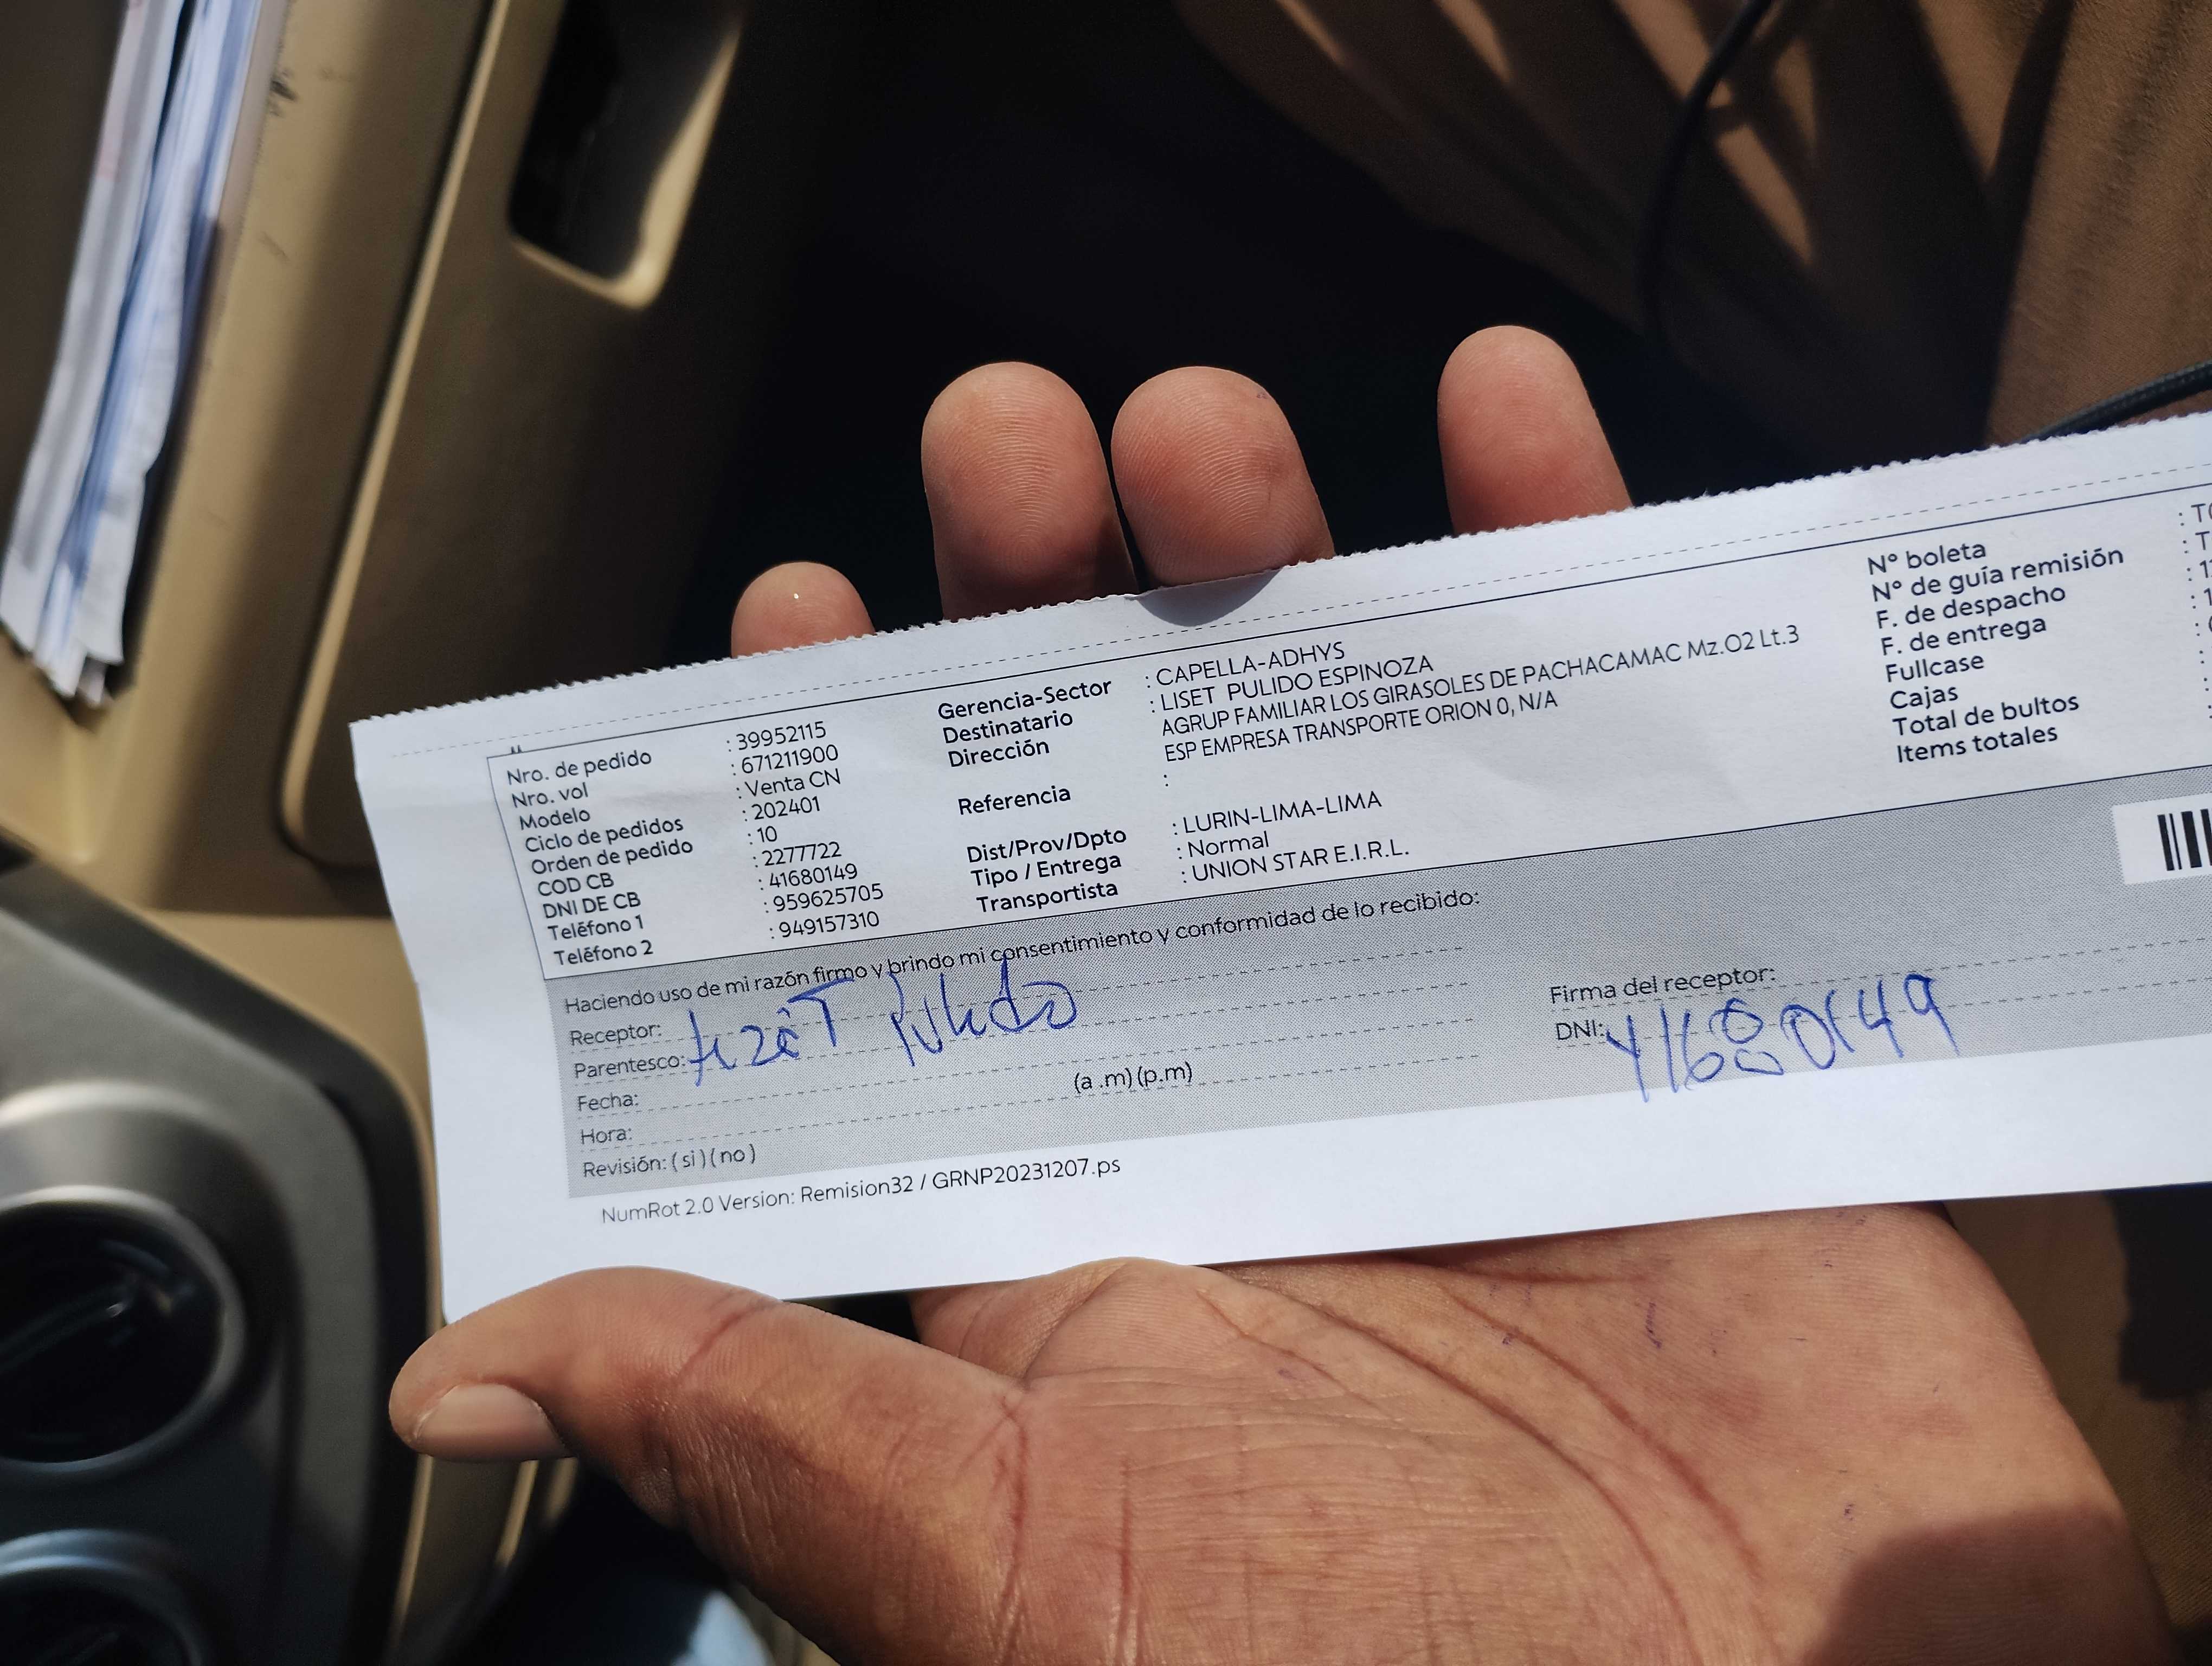 Nro. de pedido : 39952115
Nro. vol : 671211900
Modelo : Venta CN
Ciclo de pedidos : 202401
Orden de pedido : 10
COD CB : 2277722
DNI DE CB : 41680149
Teléfono 1 : 959625705
Teléfono 2 : 949157310
Gerencia-Sector : CAPELLA-ADHYS
Destinatario : LISET PULIDO ESPINOZA
Dirección AGRUP FAMILIAR LOS GIRASOLES DE PACHACAMAC Mz.O2 Lt.3
ESP EMPRESA TRANSPORTE ORION 0, N/A
Referencia :
Dist/Prov/Dpto : LURIN-LIMA-LIMA
Tipo / Entrega : Normal
Transportista : UNION STAR E.I.R.L.
N° boleta
N° de guía remisión
F. de despacho
F. de entrega
Fullcase
Cajas
Total de bultos
Items totales
Haciendo uso de mi razón firmo y brindo mi consentimiento y conformidad de lo recibido:
Receptor:
Parentesco: Pulido
Fecha:
Hora: (a .m) (p.m)
Revisión: ( si ) ( no )
Firma del receptor:
DNI: 41680149
NumRot 2.0 Version: Remision32 / GRNP20231207.ps